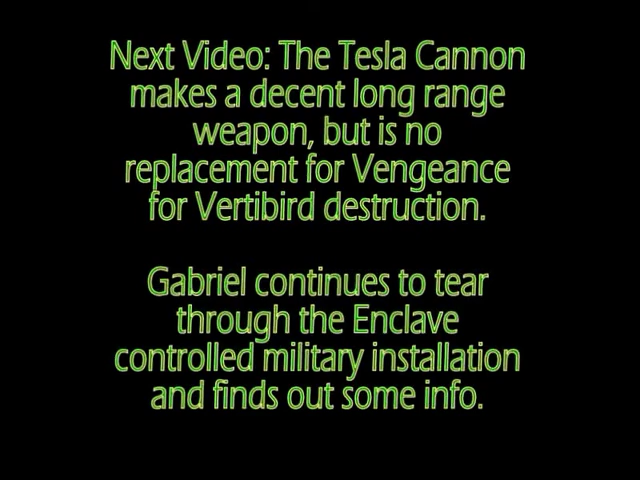 Next Video: The Tesla Cannon
makes a decent long range
weapon, but is no
replacement for Vengeance
for Vertibird destruction.
Gabriel continues to tear
through the Enclave
controlled military installation
and finds out some info.